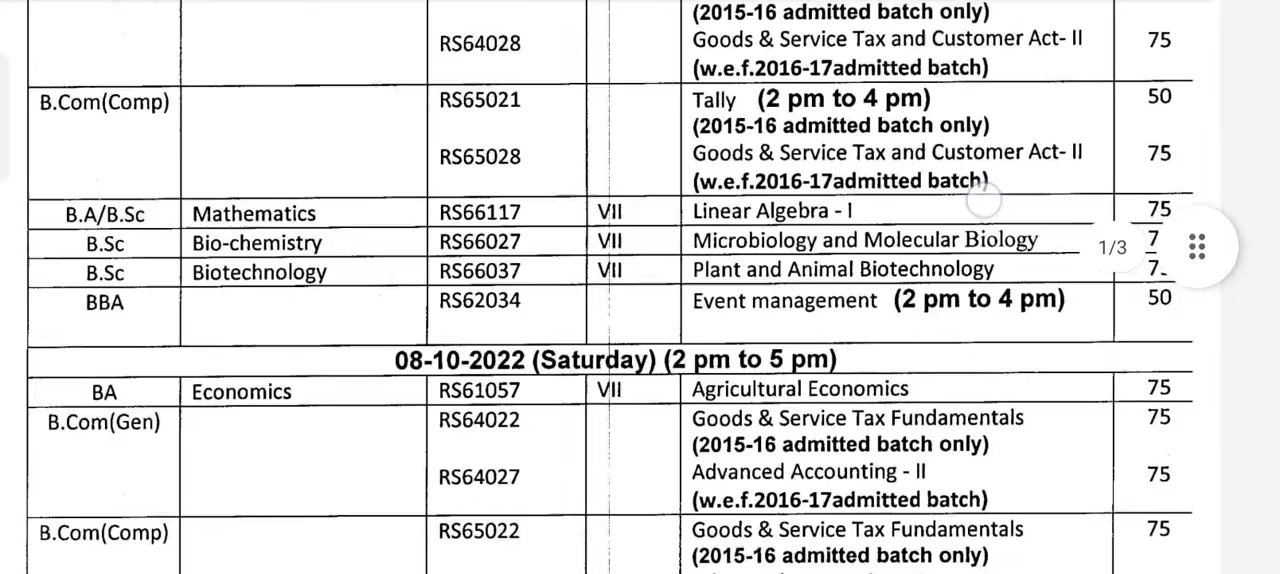 (2015-16 admitted batch only)
RS64028 Goods & Service Tax and Customer Act- II 75
(w.e.f.2016-17admitted batch)
B.Com(Comp) RS65021 Tally (2 pm to 4 pm) 50
(2015-16 admitted batch only)
RS65028 Goods & Service Tax and Customer Act- II 75
(w.e.f.2016-17admitted batch)
B.A/B.Sc Mathematics RS66117 VII Linear Algebra - I 75
B.Sc Bio-chemistry RS66027 VII Microbiology and Molecular Biology 7
1/3
B.Sc Biotechnology RS66037 VII Plant and Animal Biotechnology 7
BBA RS62034 Event management (2 pm to 4 pm) 50
08-10-2022 (Saturday) (2 pm to 5 pm)
BA Economics RS61057 VII Agricultural Economics 75
B.Com(Gen) RS64022 Goods & Service Tax Fundamentals 75
(2015-16 admitted batch only)
RS64027 Advanced Accounting - II 75
(w.e.f.2016-17admitted batch)
B.Com(Comp) RS65022 Goods & Service Tax Fundamentals 75
(2015-16 admitted batch only)